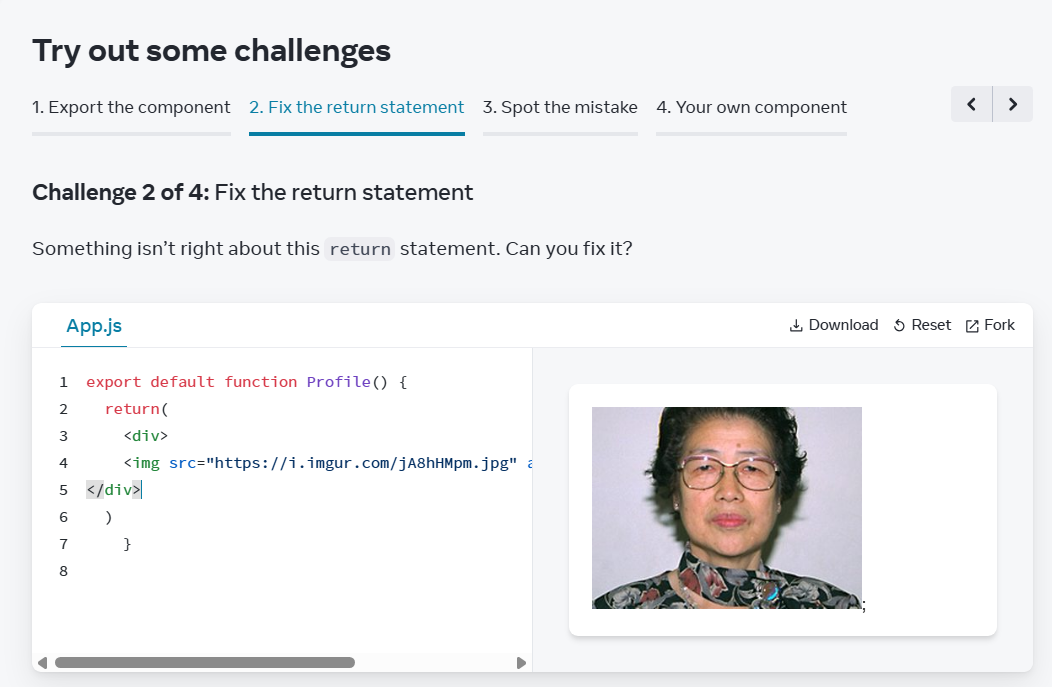 Try out some challenges
1. Export the component 2. Fix the return statement 3. Spot the mistake 4. Your own component
Challenge 2 of 4: Fix the return statement
Something isn’t right about this return statement. Can you fix it?
App.js Download Reset Fork
1 export default function Profile() {
2 return(
3 <div>
4 <img src="https://i.imgur.com/jA8hHMpm.jpg" a
5 </div>
6 )
7 }
8
;